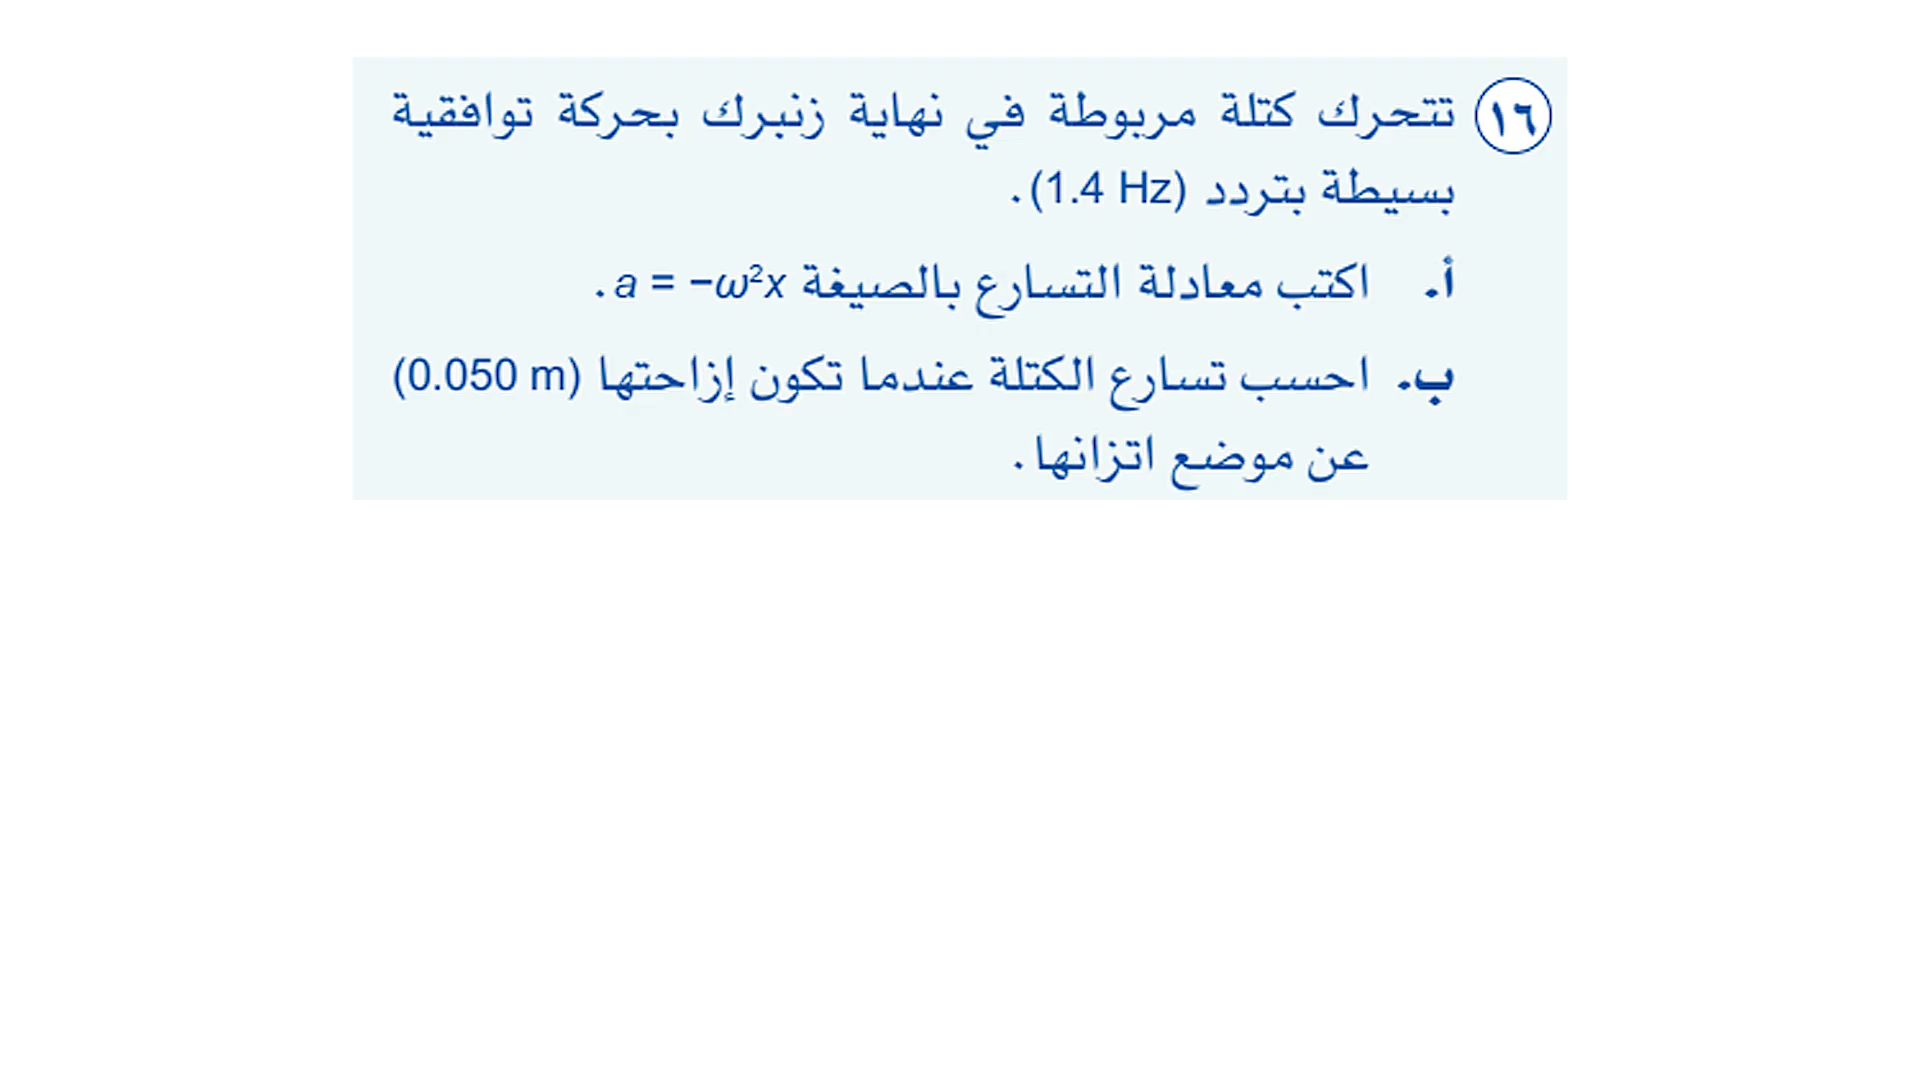 ١٦ تتحرك كتلة مربوطة في نهاية زنبرك بحركة توافقية
بسيطة بتردد (1.4 Hz).
أ. اكتب معادلة التسارع بالصيغة a = −ω²x.
ب. احسب تسارع الكتلة عندما تكون إزاحتها (0.050 m)
عن موضع اتزانها.